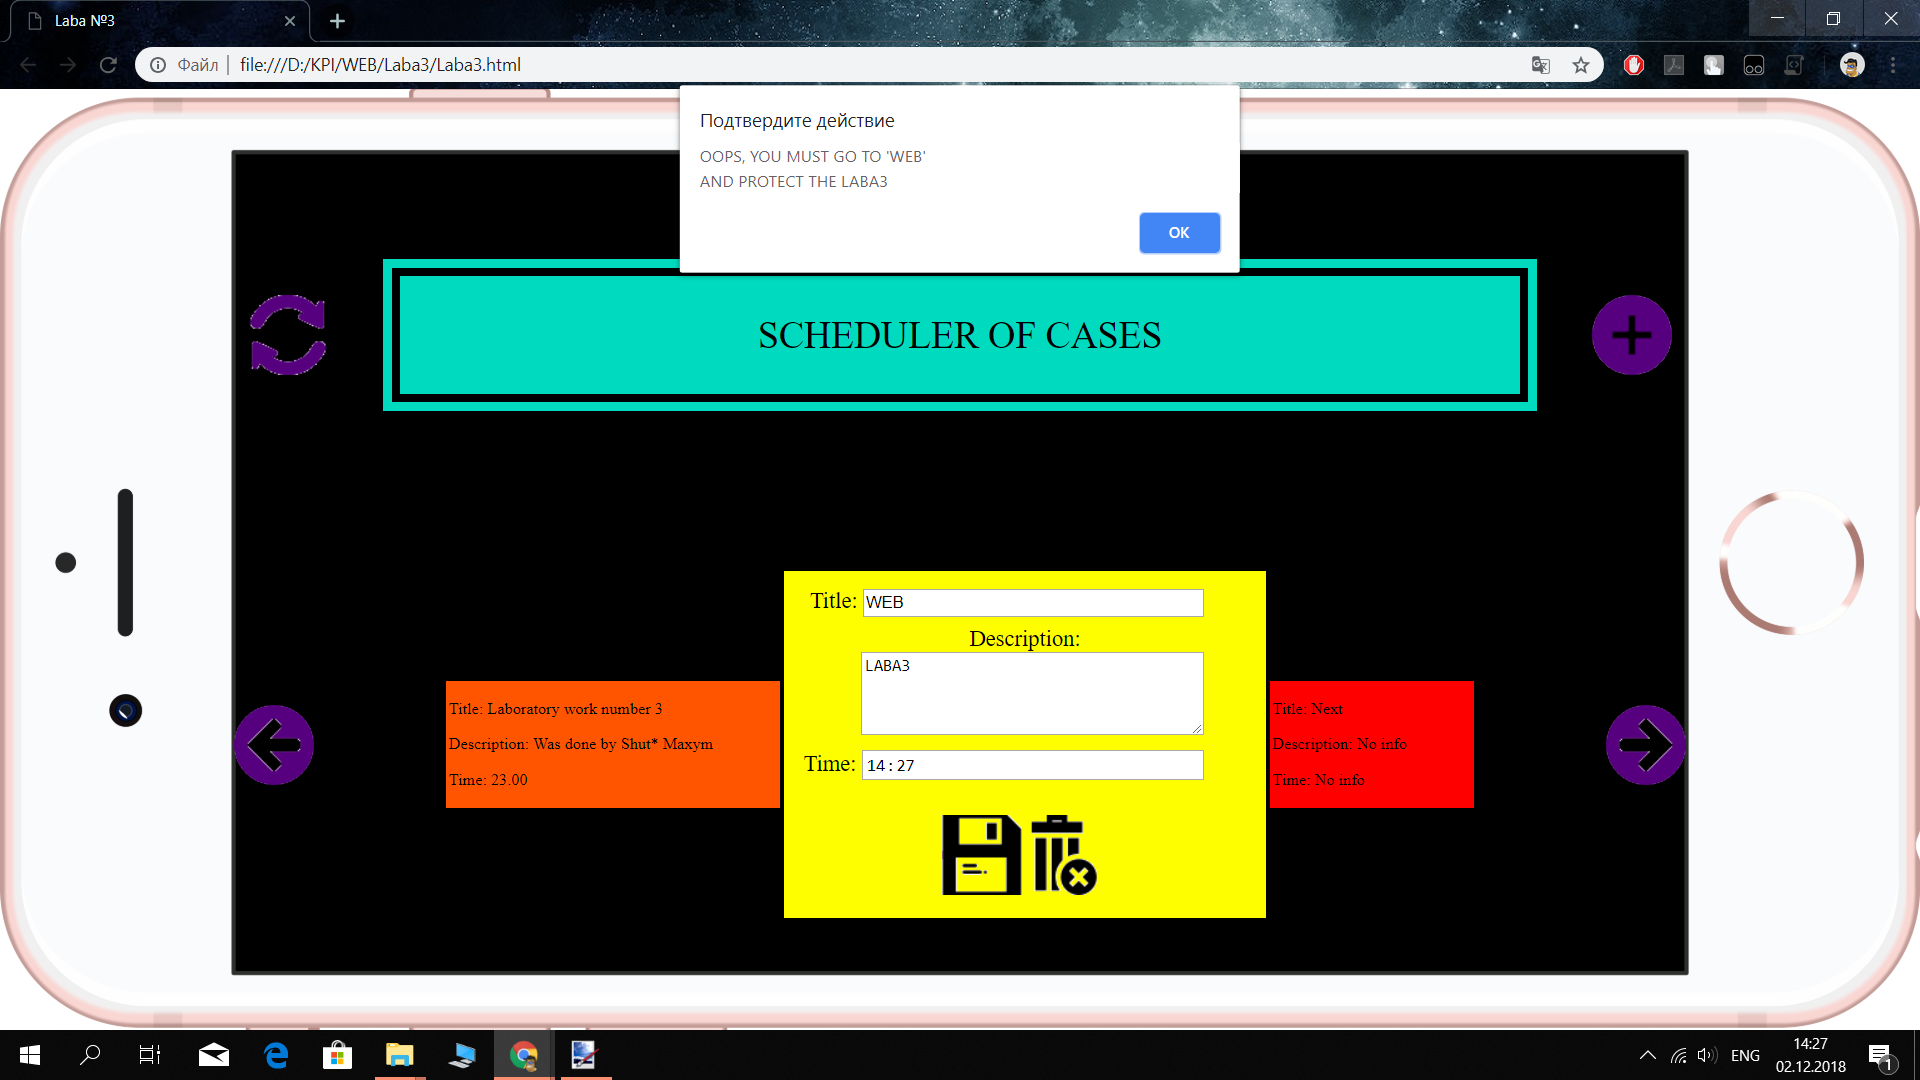 Laba №3
Файл
file:///D:/KPI/WEB/Laba3/Laba3.html
Подтвердите действие
OOPS, YOU MUST GO TO 'WEB'
AND PROTECT THE LABA3
OK
SCHEDULER OF CASES
Title: Laboratory work number 3
Description: Was done by Shut* Maxym
Time: 23.00
Title: WEB
Description:
LABA3
Time: 14:27
Title: Next
Description: No info
Time: No info
ENG
14:27
02.12.2018
1